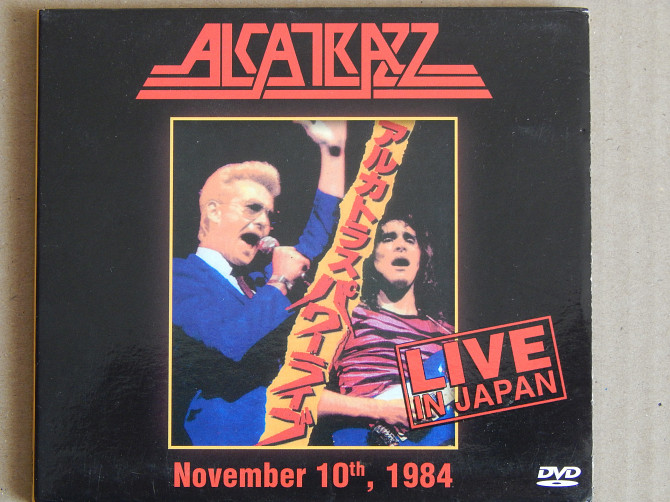 ALCATRAZZ
アルカトラス パワーライヴ
LIVE
IN JAPAN
November 10th, 1984
DVD